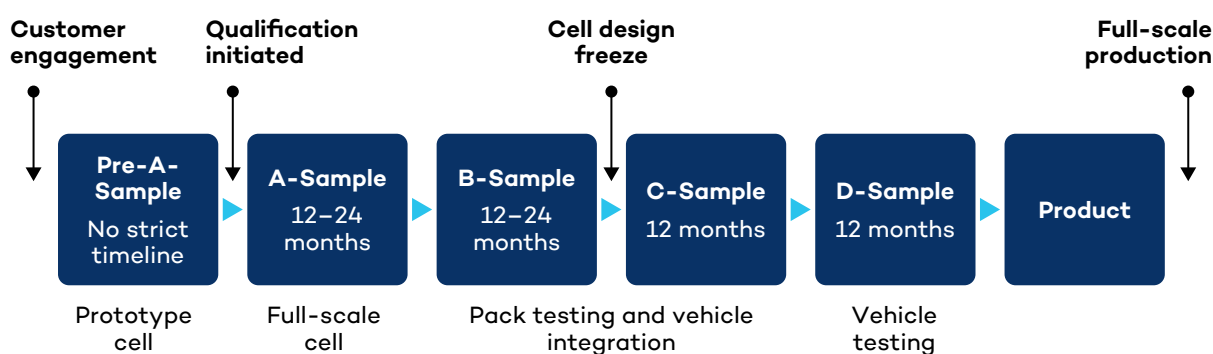 Customer
engagement
Qualification
initiated
Cell design
freeze
Full-scale
production
Pre-A-
Sample
No strict
timeline
A-Sample
12–24
months
B-Sample
12–24
months
C-Sample
12 months
D-Sample
12 months
Product
Prototype
cell
Full-scale
cell
Pack testing and vehicle
integration
Vehicle
testing